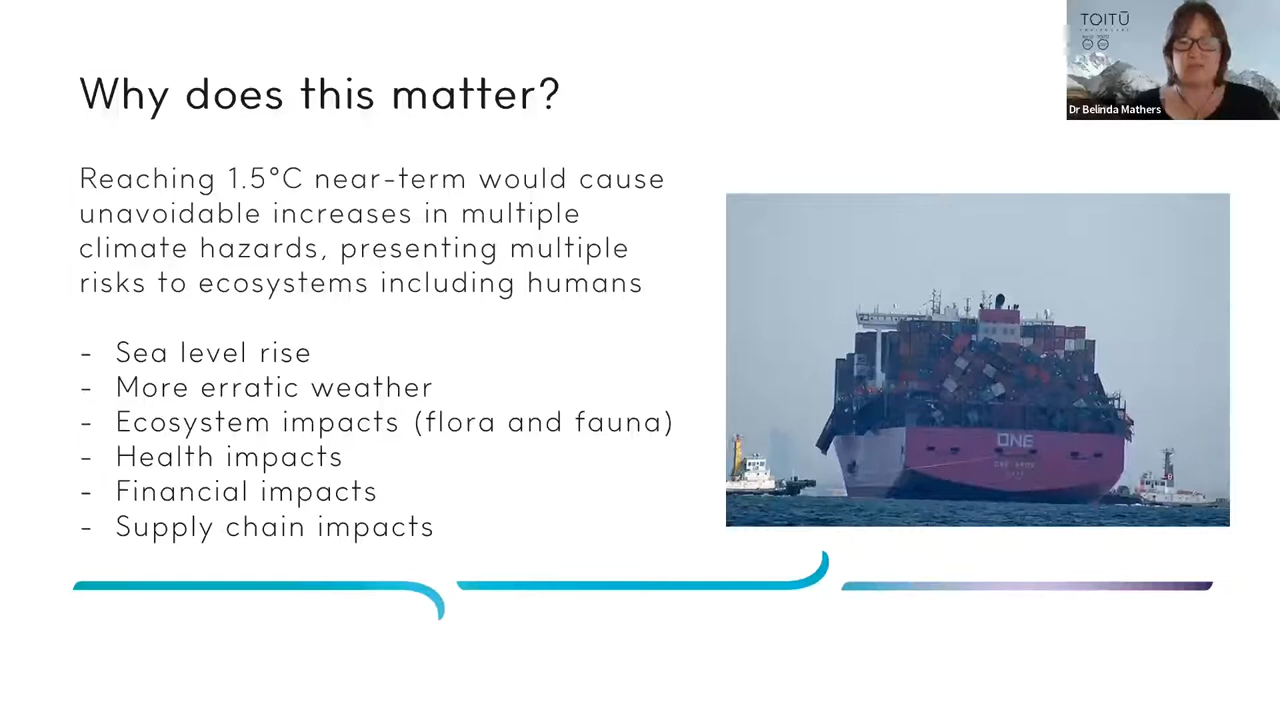 Why does this matter?
TOITŪ
Dr Belinda Mathers
Reaching 1.5°C near-term would cause
unavoidable increases in multiple
climate hazards, presenting multiple
risks to ecosystems including humans
- Sea level rise
- More erratic weather
- Ecosystem impacts (flora and fauna)
- Health impacts
- Financial impacts
- Supply chain impacts
ONE